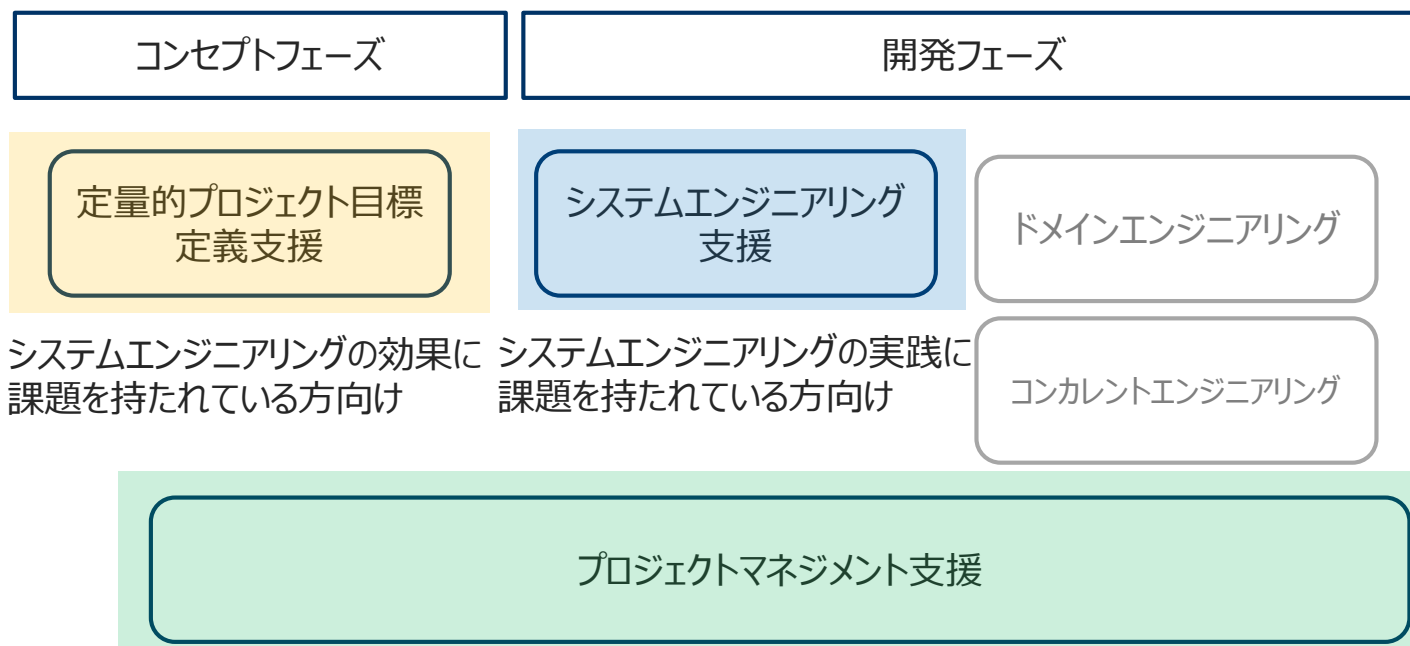 コンセプトフェーズ
開発フェーズ
定量的プロジェクト目標
定義支援
システムエンジニアリング
支援
ドメインエンジニアリング
システムエンジニアリングの効果に
課題を持たれている方向け
システムエンジニアリングの実践に
課題を持たれている方向け
コンカレントエンジニアリング
プロジェクトマネジメント支援